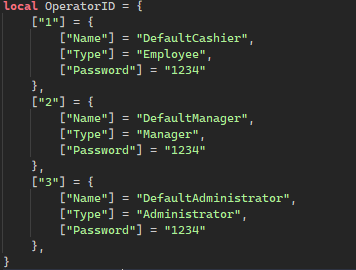 local OperatorID = {
    ["1"] = {
        ["Name"] = "DefaultCashier",
        ["Type"] = "Employee",
        ["Password"] = "1234"
    },
    ["2"] = {
        ["Name"] = "DefaultManager",
        ["Type"] = "Manager",
        ["Password"] = "1234"
    },
    ["3"] = {
        ["Name"] = "DefaultAdministrator",
        ["Type"] = "Administrator",
        ["Password"] = "1234"
    },
}